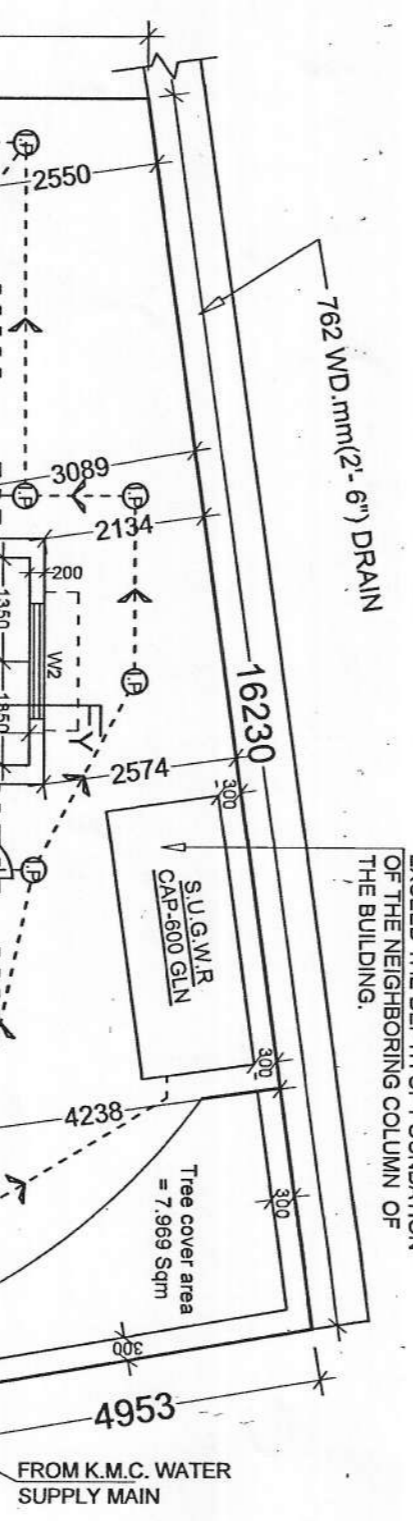 2550
762 WD.mm(2'- 6") DRAIN
I.P
3089
I.P
I.P
2134
200
1350
W2
1850
I.P
16230
2574
300
OF THE NEIGHBORING COLUMN OF
THE BUILDING.
I.P
S.U.G.W.R
CAP-600 GLN
300
4238
300
Tree cover area
= 7.969 Sqm
300
4953
FROM K.M.C. WATER
SUPPLY MAIN